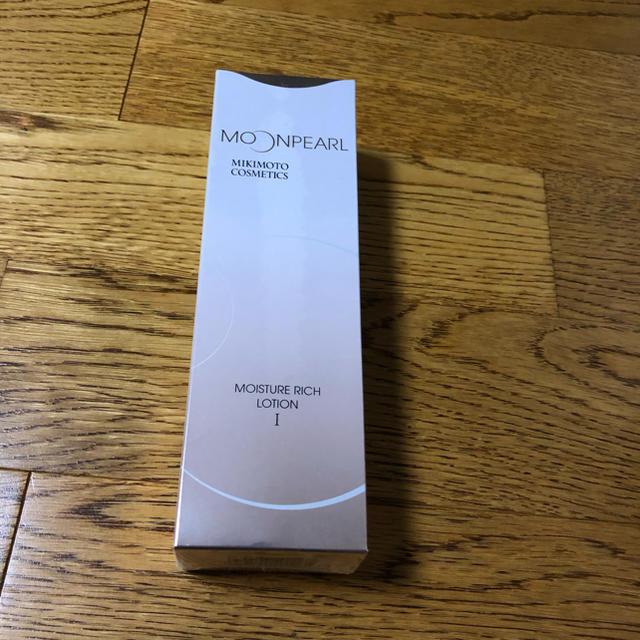 MOONPEARL
MIKIMOTO
COSMETICS
MOISTURE RICH
LOTION
I